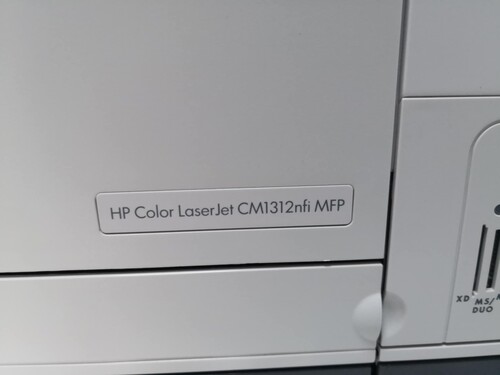 HP Color LaserJet CM1312nfi MFP
XD
MS/
DUO